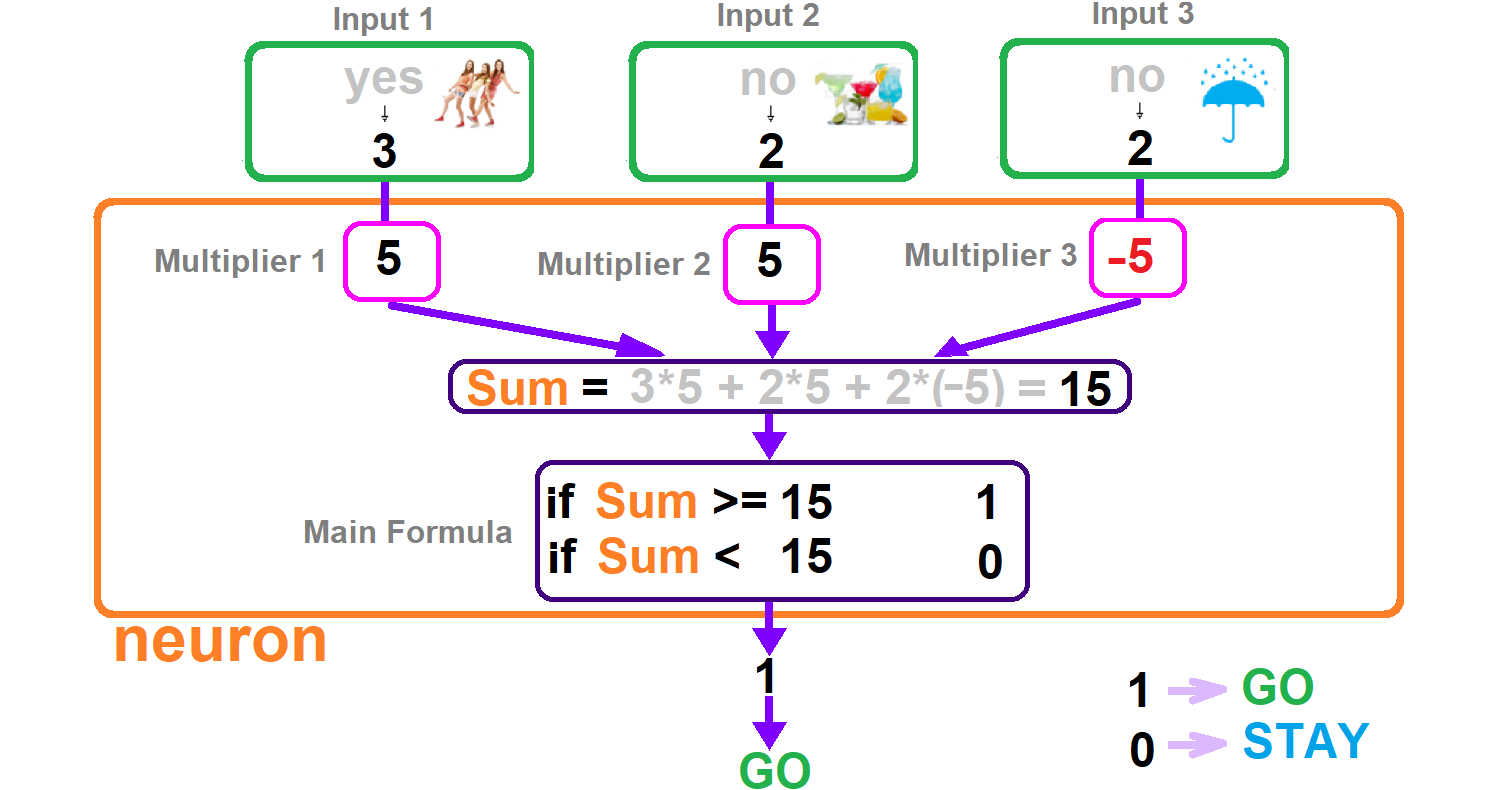 Input 1
Input 2
Input 3
yes
no
no
3
2
2
Multiplier 1
5
Multiplier 2
5
Multiplier 3
-5
Sum = 3*5 + 2*5 + 2*(-5) = 15
Main Formula
if Sum >= 15 1
if Sum < 15 0
neuron
1
GO
1 GO
0 STAY